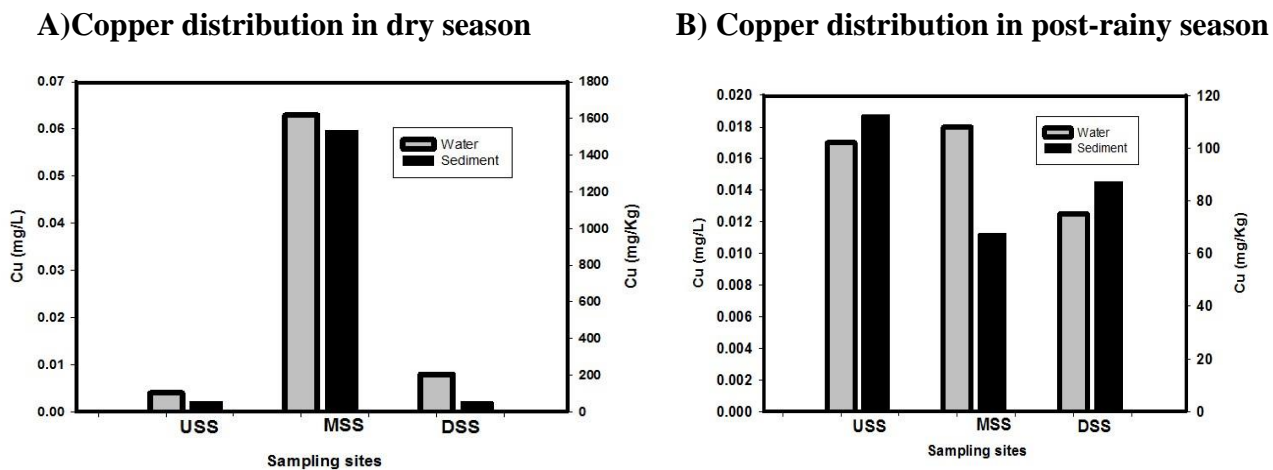 A)Copper distribution in dry season
0.07
0.06
0.05
0.04
0.03
0.02
0.01
0.00
Cu (mg/L)
1800
1600
1400
1200
1000
800
600
400
200
0
Cu (mg/Kg)
Water
Sediment
USS
MSS
DSS
Sampling sites
B) Copper distribution in post-rainy season
0.020
0.018
0.016
0.014
0.012
0.010
0.008
0.006
0.004
0.002
0.000
Cu (mg/L)
120
100
80
60
40
20
0
Cu (mg/Kg)
Water
Sediment
USS
MSS
DSS
Sampling sites